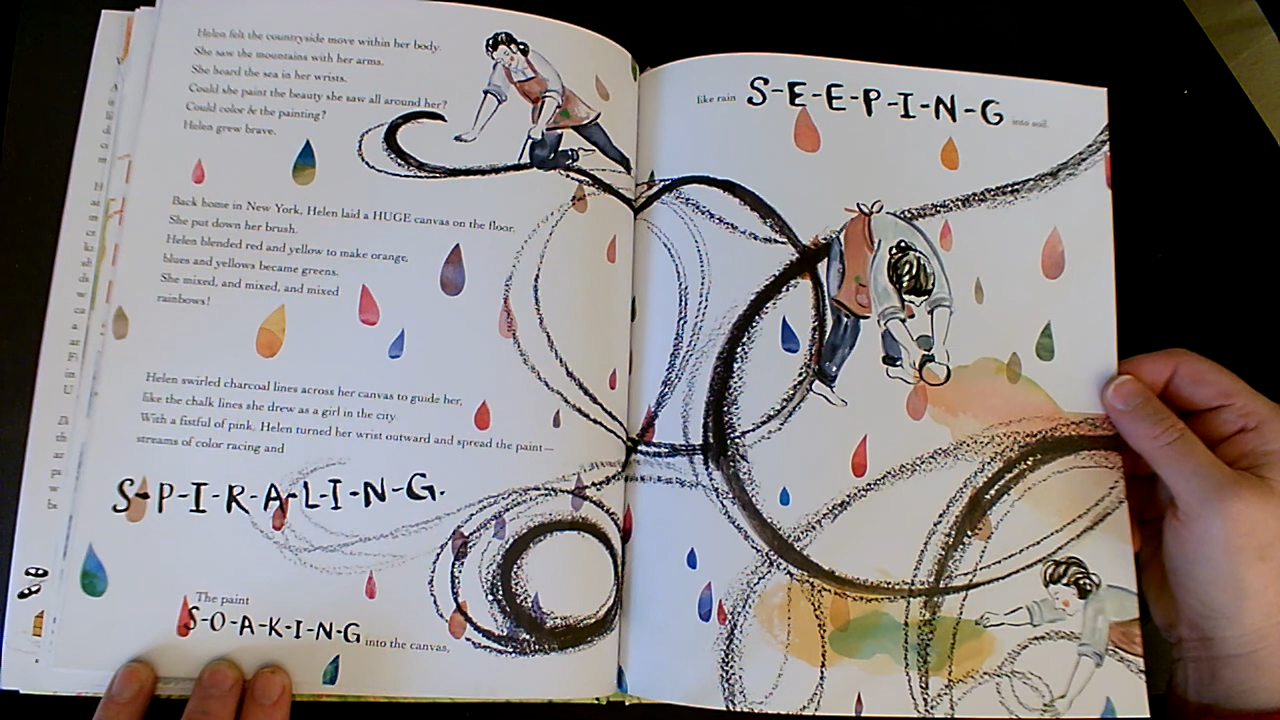 Helen felt the countryside move within her body.
She saw the mountains with her arms.
She heard the sea in her wrists.
Could she paint the beauty she saw all around her?
Could color be the painting?
Helen grew brave.
Back home in New York, Helen laid a HUGE canvas on the floor.
She put down her brush.
Helen blended red and yellow to make orange,
blues and yellows became greens.
She mixed, and mixed, and mixed
rainbows!
Helen swirled charcoal lines across her canvas to guide her,
like the chalk lines she drew as a girl in the city.
With a fistful of pink, Helen turned her wrist outward and spread the paint—
streams of color racing and
S-P-I-R-A-L-I-N-G.
The paint
S-O-A-K-I-N-G into the canvas,
like rain S-E-E-P-I-N-G into soil.